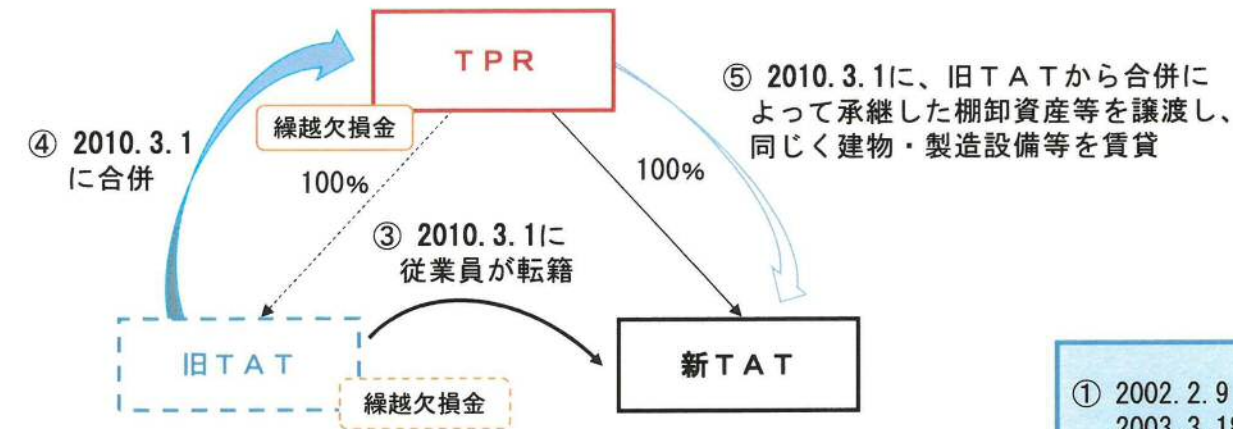 TPR
繰越欠損金
④ 2010.3.1
に合併
100%
100%
⑤ 2010.3.1に、旧TATから合併に
よって承継した棚卸資産等を譲渡し、
同じく建物・製造設備等を賃貸
③ 2010.3.1に
従業員が転籍
旧TAT
繰越欠損金
新TAT
① 2002.2.9